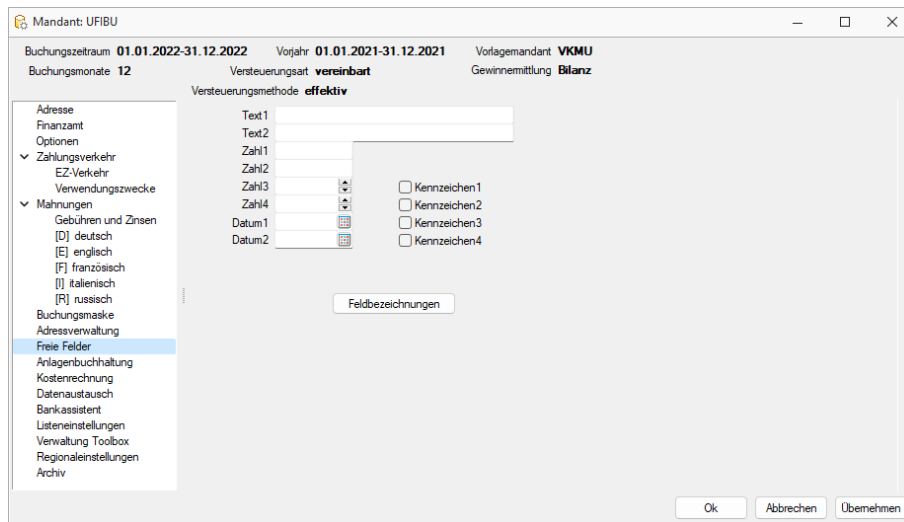 Mandant: UFIBU
Buchungszeitraum 01.01.2022-31.12.2022 Vorjahr 01.01.2021-31.12.2021 Vorlagemandant VKMU
Buchungsmonate 12 Versteuerungsart vereinbart Gewinnermittlung Bilanz
Versteuerungsmethode effektiv
Adresse
Finanzamt
Optionen
Zahlungsverkehr
EZ-Verkehr
Verwendungszwecke
Mahnungen
Gebühren und Zinsen
[D] deutsch
[E] englisch
[F] französisch
[I] italienisch
[R] russisch
Buchungsmaske
Adressverwaltung
Freie Felder
Anlagenbuchhaltung
Kostenrechnung
Datenaustausch
Bankassistent
Listeneinstellungen
Verwaltung Toolbox
Regionaleinstellungen
Archiv
Text1
Text2
Zahl1
Zahl2
Zahl3 Kennzeichen1
Zahl4 Kennzeichen2
Datum1 Kennzeichen3
Datum2 Kennzeichen4
Feldbezeichnungen
Ok Abbrechen Übernehmen